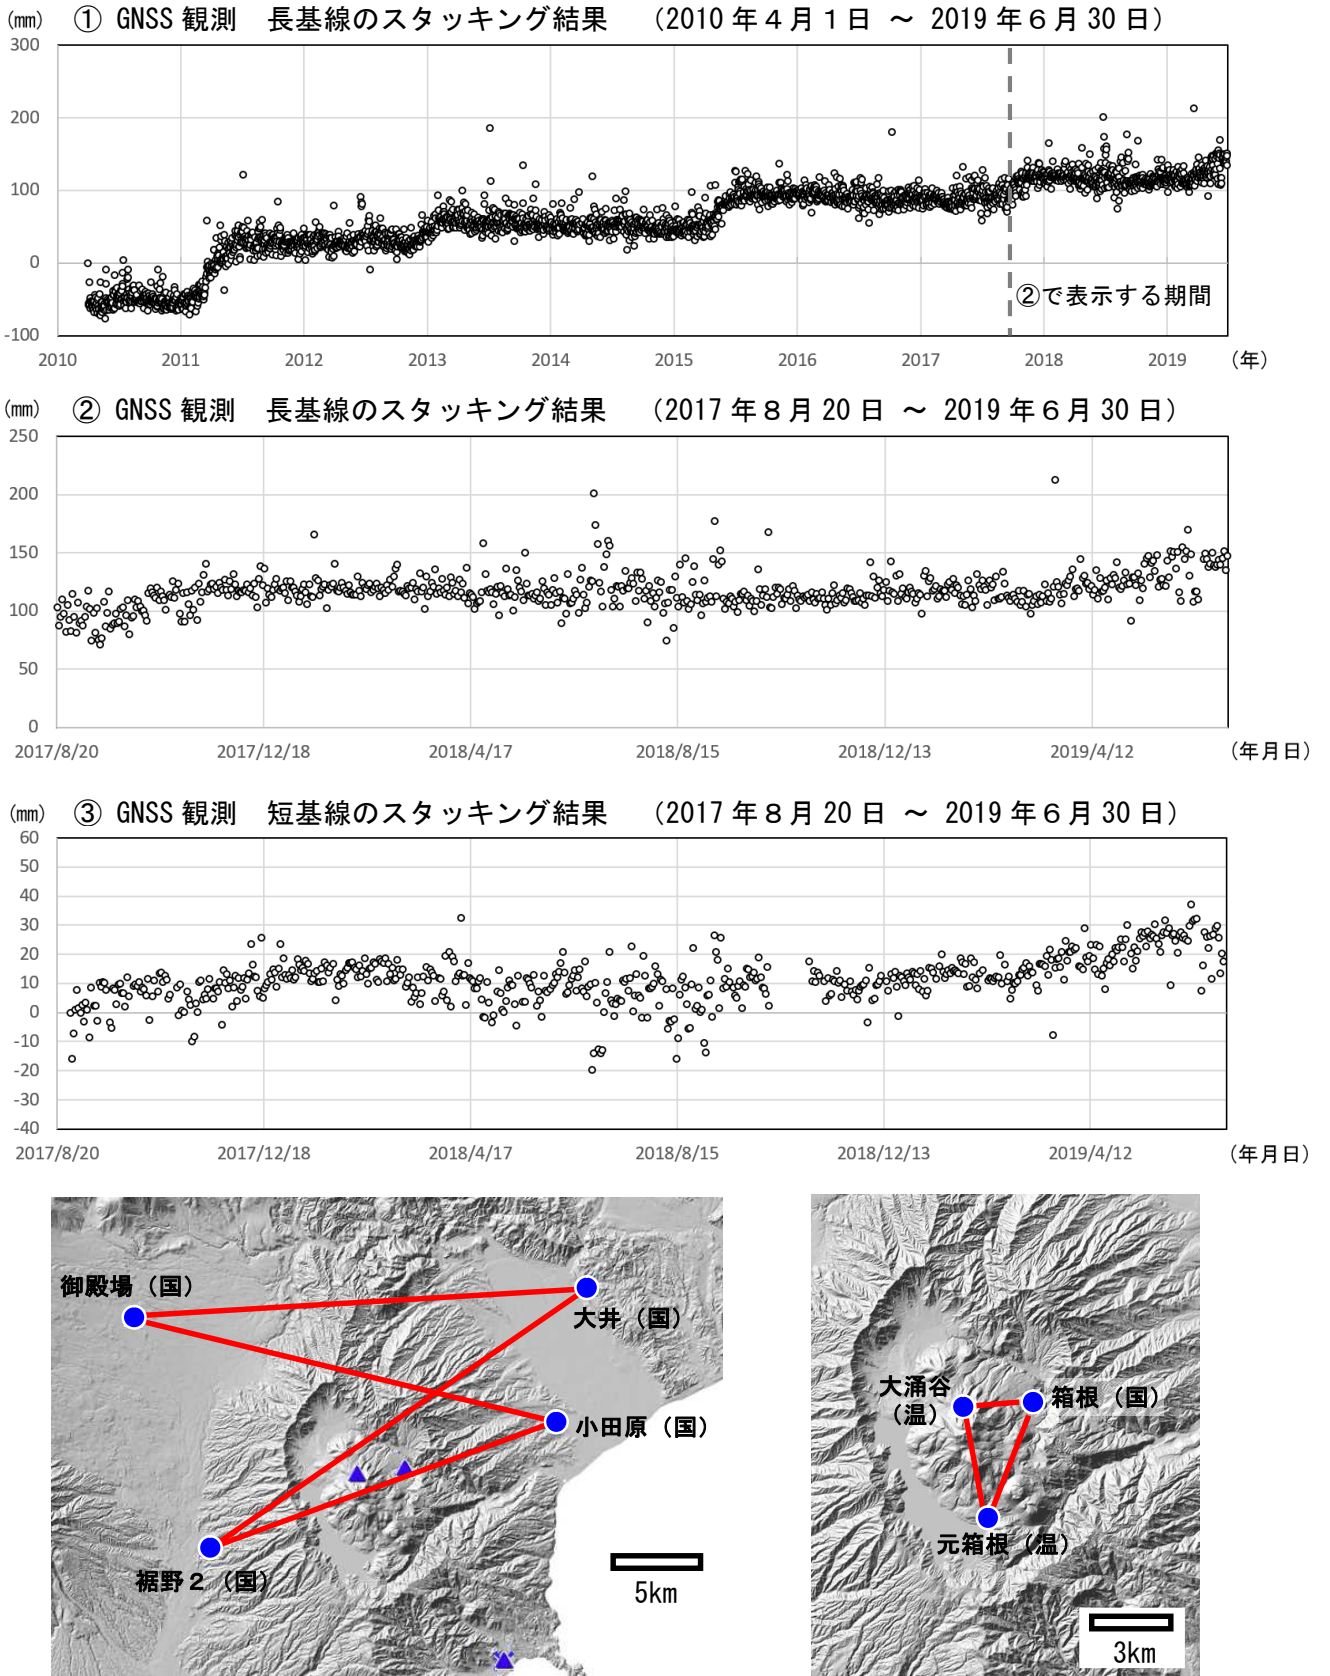 (mm) ① GNSS 観測 長基線のスタッキング結果 (2010 年 4 月 1 日 ～ 2019 年 6 月 30 日)
300
200
100
0
-100
②で表示する期間
2010 2011 2012 2013 2014 2015 2016 2017 2018 2019 (年)
(mm) ② GNSS 観測 長基線のスタッキング結果 (2017 年 8 月 20 日 ～ 2019 年 6 月 30 日)
250
200
150
100
50
0
2017/8/20 2017/12/18 2018/4/17 2018/8/15 2018/12/13 2019/4/12 (年月日)
(mm) ③ GNSS 観測 短基線のスタッキング結果 (2017 年 8 月 20 日 ～ 2019 年 6 月 30 日)
60
50
40
30
20
10
0
-10
-20
-30
-40
2017/8/20 2017/12/18 2018/4/17 2018/8/15 2018/12/13 2019/4/12 (年月日)
御殿場（国）
大井（国）
小田原（国）
裾野２（国）
5km
大涌谷
（温）
箱根（国）
元箱根（温）
3km